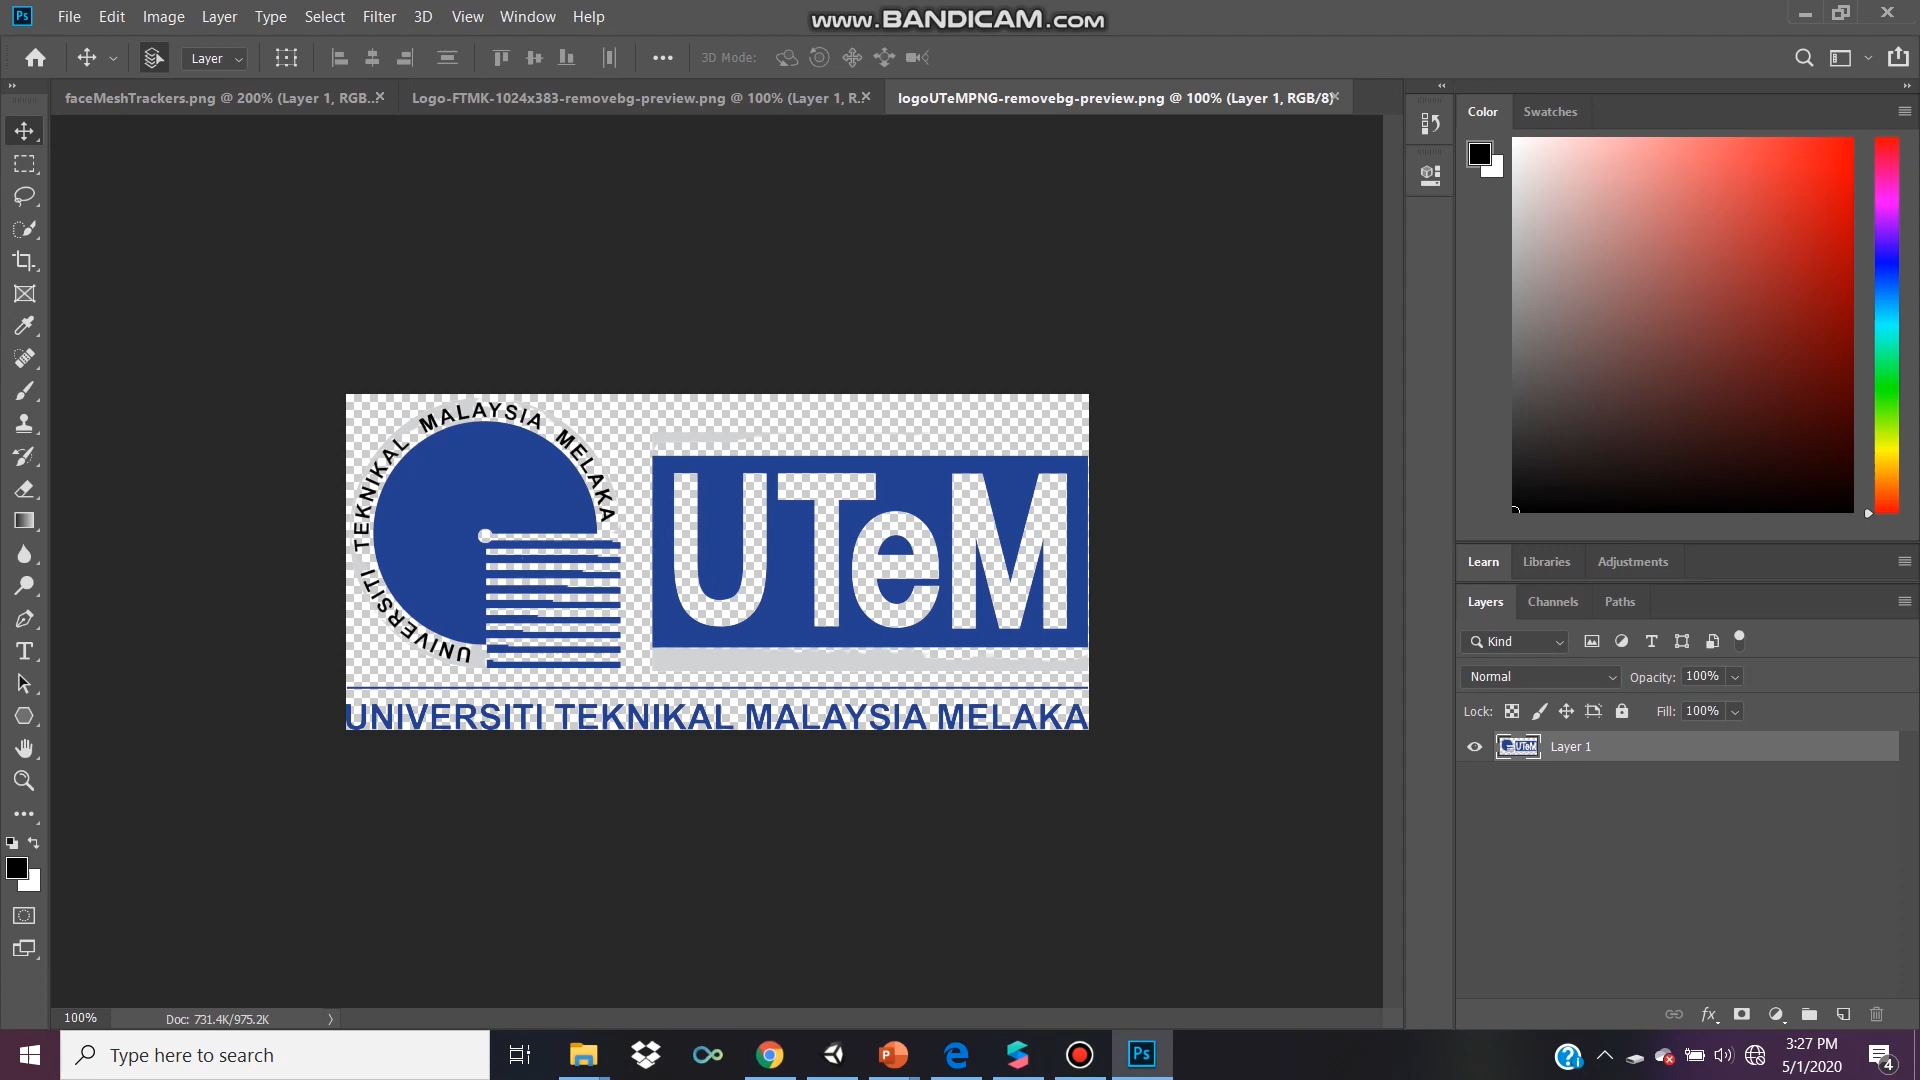 Ps File Edit Image Layer Type Select Filter 3D View Window Help
www.BANDICAM.com
Layer 3D Mode:
faceMeshTrackers.png @ 200% (Layer 1, RGB... Logo-FTMK-1024x383-removebg-preview.png @ 100% (Layer 1, R... logoUTeMPNG-removebg-preview.png @ 100% (Layer 1, RGB/8)
Color Swatches
UNIVERSITI TEKNIKAL MALAYSIA MELAKA
UTeM
UNIVERSITI TEKNIKAL MALAYSIA MELAKA
Learn Libraries Adjustments
Layers Channels Paths
Kind
Normal Opacity: 100%
Lock: Fill: 100%
UTeM Layer 1
100% Doc: 731.4K/975.2K
Type here to search
Ps
3:27 PM
5/1/2020
4